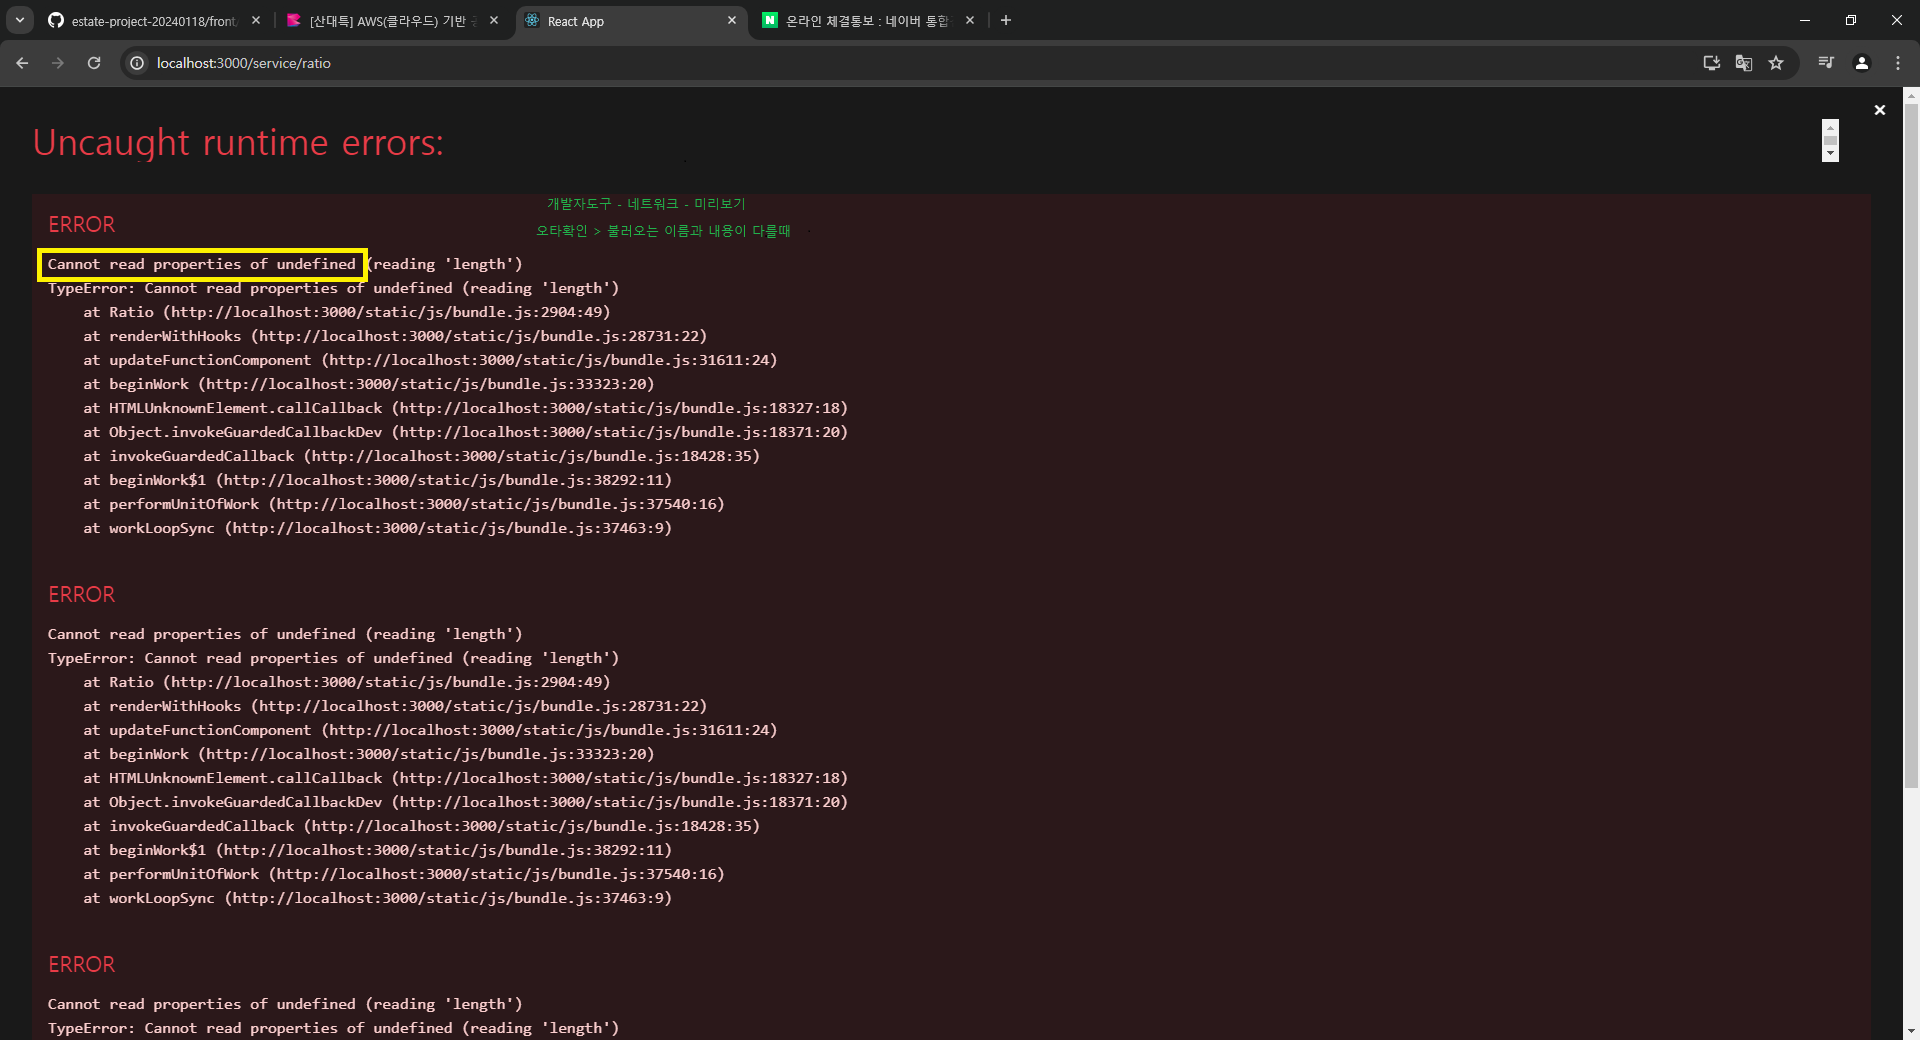 estate-project-20240118/front
[산대특] AWS(클라우드) 기반
React App
온라인 체결통보 : 네이버 통합
localhost:3000/service/ratio
Uncaught runtime errors:
개발자도구 - 네트워크 - 미리보기
ERROR
오타확인 > 불러오는 이름과 내용이 다를때
Cannot read properties of undefined (reading 'length')
TypeError: Cannot read properties of undefined (reading 'length')
at Ratio (http://localhost:3000/static/js/bundle.js:2904:49)
at renderWithHooks (http://localhost:3000/static/js/bundle.js:28731:22)
at updateFunctionComponent (http://localhost:3000/static/js/bundle.js:31611:24)
at beginWork (http://localhost:3000/static/js/bundle.js:33323:20)
at HTMLUnknownElement.callCallback (http://localhost:3000/static/js/bundle.js:18327:18)
at Object.invokeGuardedCallbackDev (http://localhost:3000/static/js/bundle.js:18371:20)
at invokeGuardedCallback (http://localhost:3000/static/js/bundle.js:18428:35)
at beginWork$1 (http://localhost:3000/static/js/bundle.js:38292:11)
at performUnitOfWork (http://localhost:3000/static/js/bundle.js:37540:16)
at workLoopSync (http://localhost:3000/static/js/bundle.js:37463:9)
ERROR
Cannot read properties of undefined (reading 'length')
TypeError: Cannot read properties of undefined (reading 'length')
at Ratio (http://localhost:3000/static/js/bundle.js:2904:49)
at renderWithHooks (http://localhost:3000/static/js/bundle.js:28731:22)
at updateFunctionComponent (http://localhost:3000/static/js/bundle.js:31611:24)
at beginWork (http://localhost:3000/static/js/bundle.js:33323:20)
at HTMLUnknownElement.callCallback (http://localhost:3000/static/js/bundle.js:18327:18)
at Object.invokeGuardedCallbackDev (http://localhost:3000/static/js/bundle.js:18371:20)
at invokeGuardedCallback (http://localhost:3000/static/js/bundle.js:18428:35)
at beginWork$1 (http://localhost:3000/static/js/bundle.js:38292:11)
at performUnitOfWork (http://localhost:3000/static/js/bundle.js:37540:16)
at workLoopSync (http://localhost:3000/static/js/bundle.js:37463:9)
ERROR
Cannot read properties of undefined (reading 'length')
TypeError: Cannot read properties of undefined (reading 'length')